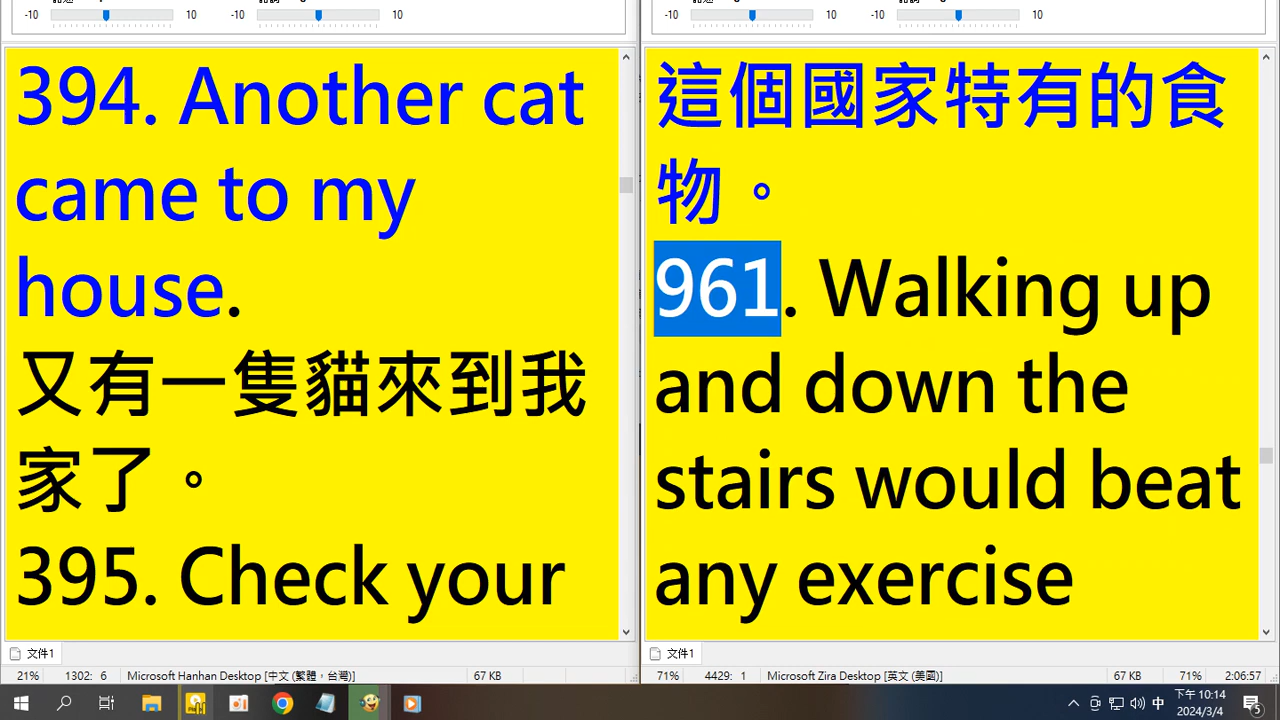 -10 10 -10 10
394. Another cat
came to my
house.
又有一隻貓來到我
家了。
395. Check your
文件1
21% 1302: 6 Microsoft Hanhan Desktop [中文 (繁體，台灣)] 67 KB
-10 10 -10 10
這個國家特有的食
物。
961. Walking up
and down the
stairs would beat
any exercise
文件1
71% 4429: 1 Microsoft Zira Desktop [英文 (美國)] 67 KB 71% 2:06:57
中
下午 10:14
2024/3/4
5